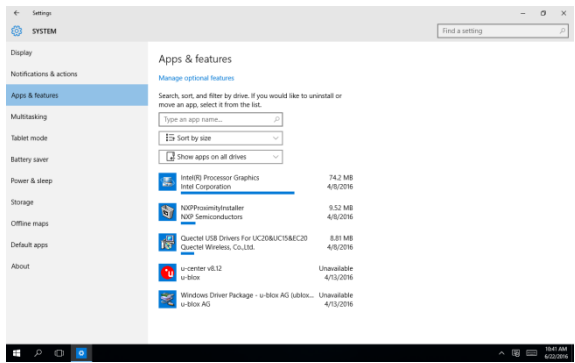 Settings
SYSTEM
Find a setting
Display
Notifications & actions
Apps & features
Multitasking
Tablet mode
Battery saver
Power & sleep
Storage
Offline maps
Default apps
About
Apps & features
Manage optional features
Search, sort, and filter by drive. If you would like to uninstall or
move an app, select it from the list.
Type an app name...
Sort by size
Show apps on all drives
Intel(R) Processor Graphics 74.2 MB
Intel Corporation 4/8/2016
NXPProximityInstaller 9.52 MB
NXP Semiconductors 4/8/2016
Quectel USB Drivers For UC20&UC15&EC20 8.81 MB
Quectel Wireless, Co.,Ltd. 4/8/2016
u-center v8.12 Unavailable
u-blox 4/13/2016
Windows Driver Package - u-blox AG (ublox... Unavailable
u-blox AG 4/13/2016
10:41 AM
6/22/2016